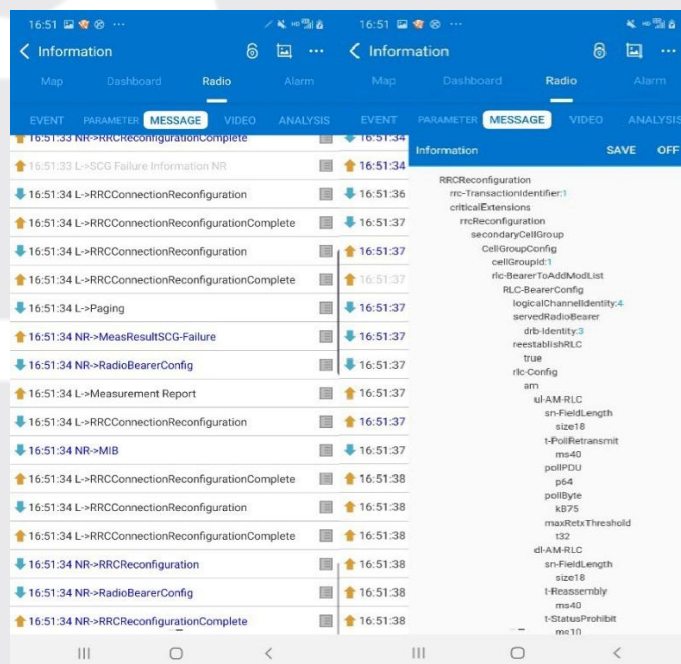 16:51
Information
Map Dashboard Radio Alarm
EVENT PARAMETER MESSAGE VIDEO ANALYSIS
16:51:33 NR->RRCReconfigurationComplete
16:51:33 L->SCG Failure Information NR
16:51:34 L->RRCConnectionReconfiguration
16:51:34 L->RRCConnectionReconfigurationComplete
16:51:34 L->RRCConnectionReconfiguration
16:51:34 L->RRCConnectionReconfigurationComplete
16:51:34 L->Paging
16:51:34 NR->MeasResultSCG-Failure
16:51:34 NR->RadioBearerConfig
16:51:34 L->Measurement Report
16:51:34 L->RRCConnectionReconfiguration
16:51:34 NR->MIB
16:51:34 L->RRCConnectionReconfigurationComplete
16:51:34 L->RRCConnectionReconfiguration
16:51:34 L->RRCConnectionReconfigurationComplete
16:51:34 NR->RRCReconfiguration
16:51:34 NR->RadioBearerConfig
16:51:34 NR->RRCReconfigurationComplete
16:51
Information
Map Dashboard Radio Alarm
EVENT PARAMETER MESSAGE VIDEO ANALYSIS
16:51:34
16:51:34
16:51:36
16:51:37
16:51:37
16:51:37
16:51:37
16:51:37
16:51:37
16:51:37
16:51:37
16:51:37
16:51:38
16:51:38
16:51:38
16:51:38
16:51:38
16:51:38
Information SAVE OFF
RRCReconfiguration
rrc-TransactionIdentifier:1
criticalExtensions
rrcReconfiguration
secondaryCellGroup
CellGroupConfig
cellGroupId:1
rlc-BearerToAddModList
RLC-BearerConfig
logicalChannelIdentity:4
servedRadioBearer
drb-Identity:3
reestablishRLC
true
rlc-Config
am
ul-AM-RLC
sn-FieldLength
size18
t-PollRetransmit
ms40
pollPDU
p64
pollByte
kB75
maxRetxThreshold
t32
dl-AM-RLC
sn-FieldLength
size18
t-Reassembly
ms40
t-StatusProhibit
ms10